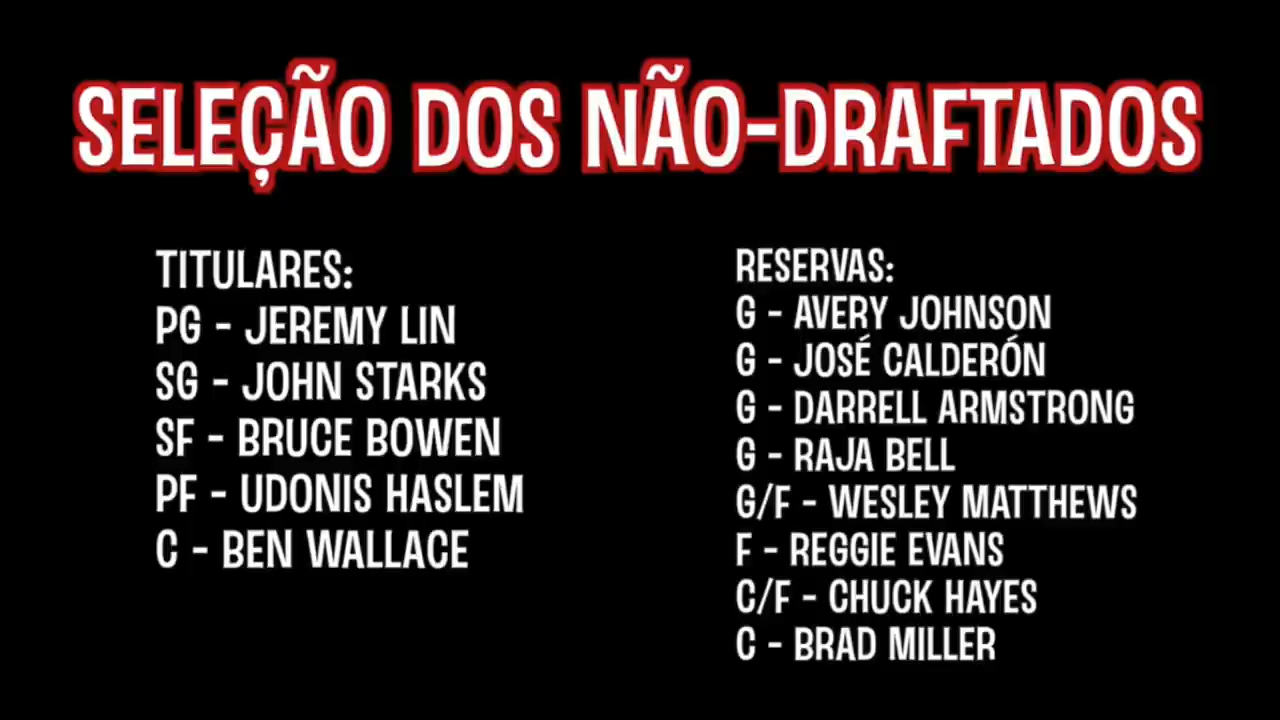 SELEÇÃO DOS NÃO-DRAFTADOS
TITULARES:
PG - JEREMY LIN
SG - JOHN STARKS
SF - BRUCE BOWEN
PF - UDONIS HASLEM
C - BEN WALLACE
RESERVAS:
G - AVERY JOHNSON
G - JOSÉ CALDERÓN
G - DARRELL ARMSTRONG
G - RAJA BELL
G/F - WESLEY MATTHEWS
F - REGGIE EVANS
C/F - CHUCK HAYES
C - BRAD MILLER